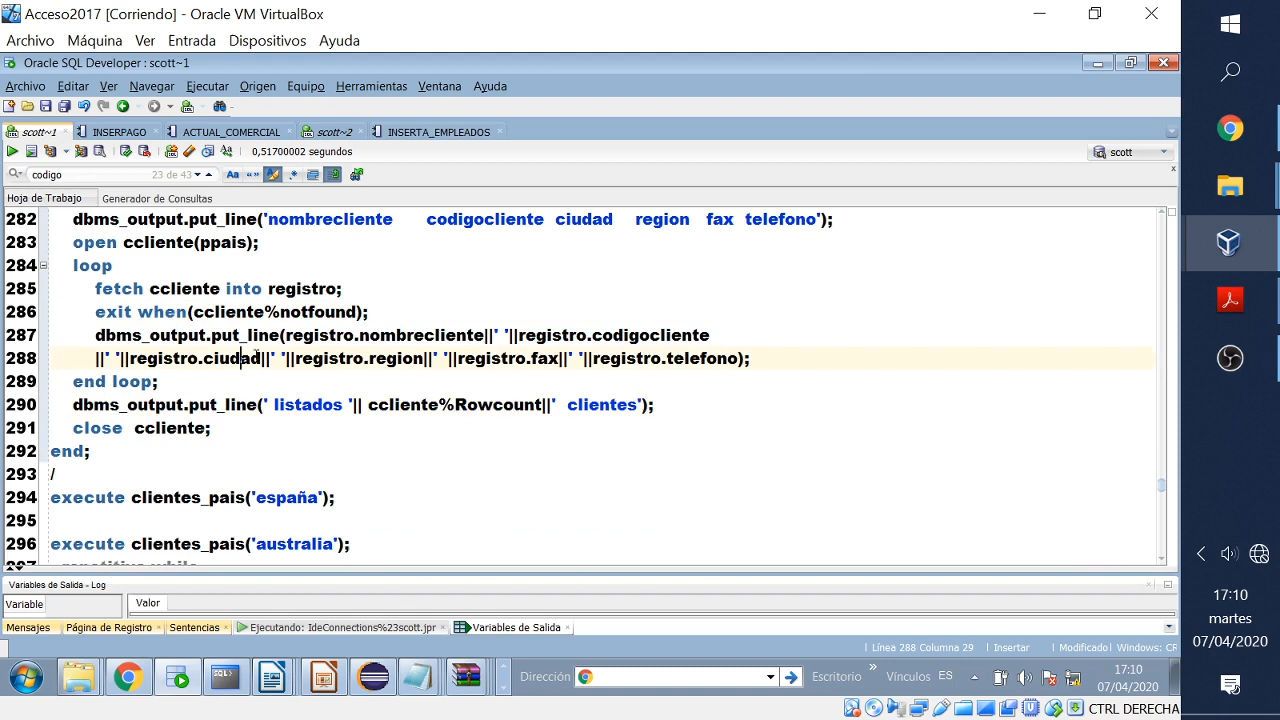 Acceso2017 [Corriendo] - Oracle VM VirtualBox
Archivo Máquina Ver Entrada Dispositivos Ayuda
Oracle SQL Developer : scott~1
Archivo Editar Ver Navegar Ejecutar Origen Equipo Herramientas Ventana Ayuda
scott~1 INSERPAGO ACTUAL_COMERCIAL scott~2 INSERTA_EMPLEADOS
0,51700002 segundos scott
codigo 23 de 43 Aa
Hoja de Trabajo Generador de Consultas
282 dbms_output.put_line('nombrecliente codigocliente ciudad region fax telefono');
283 open ccliente(ppais);
284 loop
285 fetch ccliente into registro;
286 exit when(ccliente%notfound);
287 dbms_output.put_line(registro.nombrecliente||' '||registro.codigocliente
288 ||' '||registro.ciudad||' '||registro.region||' '||registro.fax||' '||registro.telefono);
289 end loop;
290 dbms_output.put_line(' listados '|| ccliente%Rowcount||' clientes');
291 close ccliente;
292 end;
293 /
294 execute clientes_pais('españa');
295
296 execute clientes_pais('australia');
Variables de Salida - Log
Variable Valor
Mensajes Página de Registro Sentencias Ejecutando: IdeConnections%23scott.jpr Variables de Salida
Línea 288 Columna 29 Insertar Modificado Windows: CR
Dirección Escritorio Vínculos ES 17:10
07/04/2020
CTRL DERECHA
17:10
martes
07/04/2020